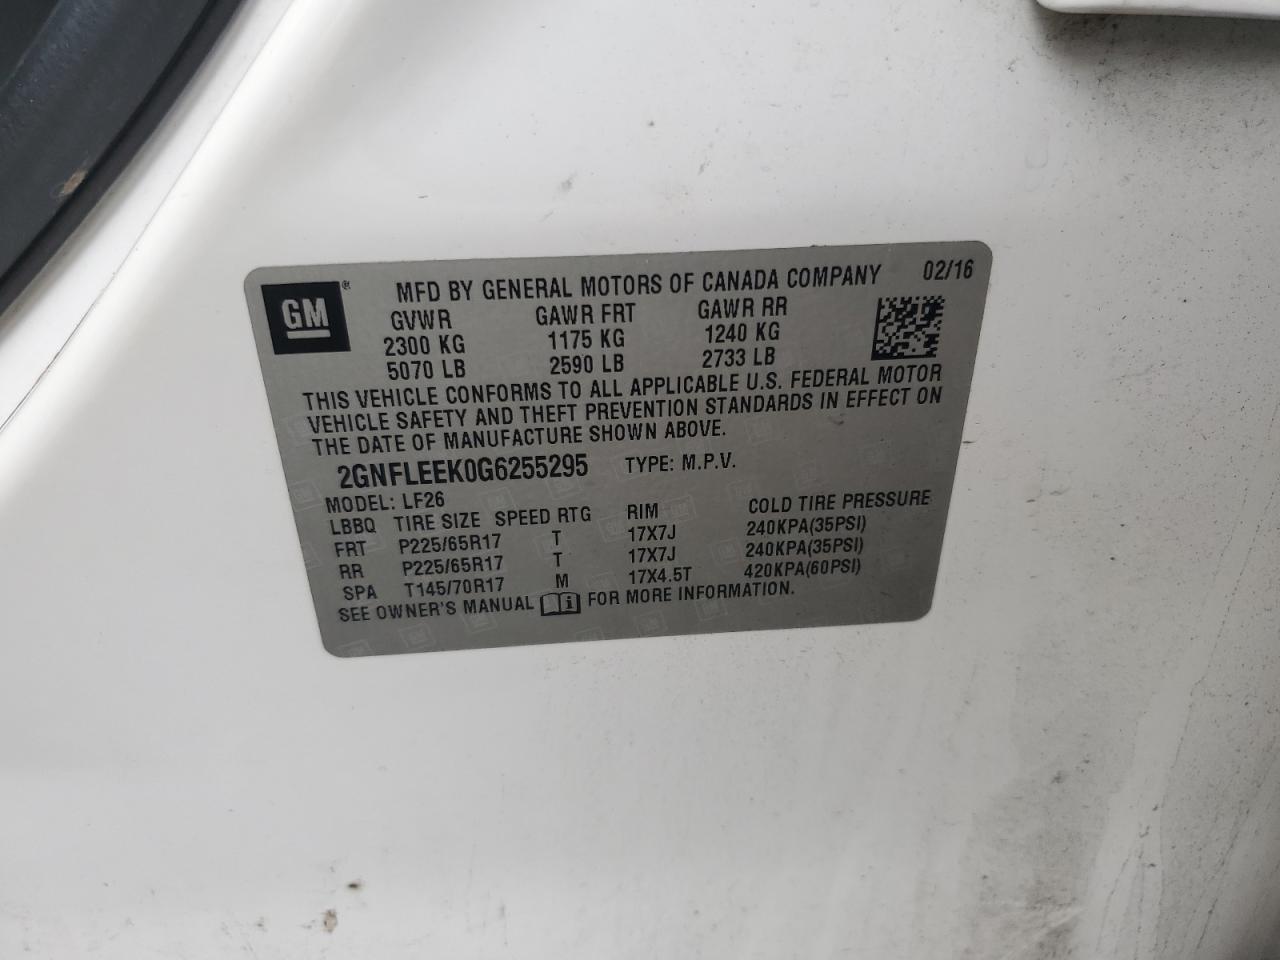 GM ® MFD BY GENERAL MOTORS OF CANADA COMPANY 02/16
GVWR GAWR FRT GAWR RR
2300 KG 1175 KG 1240 KG
5070 LB 2590 LB 2733 LB
THIS VEHICLE CONFORMS TO ALL APPLICABLE U.S. FEDERAL MOTOR
VEHICLE SAFETY AND THEFT PREVENTION STANDARDS IN EFFECT ON
THE DATE OF MANUFACTURE SHOWN ABOVE.
2GNFLEEK0G6255295 TYPE: M.P.V.
MODEL: LF26
LBBQ TIRE SIZE SPEED RTG RIM COLD TIRE PRESSURE
FRT P225/65R17 T 17X7J 240KPA(35PSI)
RR P225/65R17 T 17X7J 240KPA(35PSI)
SPA T145/70R17 M 17X4.5T 420KPA(60PSI)
SEE OWNER'S MANUAL i FOR MORE INFORMATION.